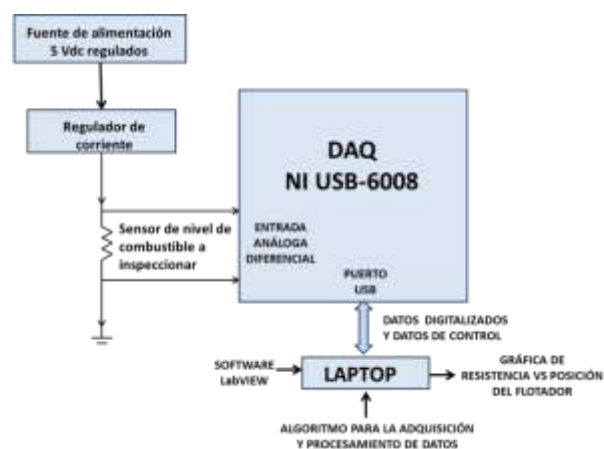 Fuente de alimentación
5 Vdc regulados
Regulador de
corriente
DAQ
NI USB-6008
Sensor de nivel de
combustible a
inspeccionar
ENTRADA
ANÁLOGA
DIFERENCIAL
PUERTO
USB
DATOS DIGITALIZADOS
Y DATOS DE CONTROL
SOFTWARE
LabVIEW
LAPTOP
GRÁFICA DE
RESISTENCIA VS POSICIÓN
DEL FLOTADOR
ALGORITMO PARA LA ADQUISICIÓN
Y PROCESAMIENTO DE DATOS